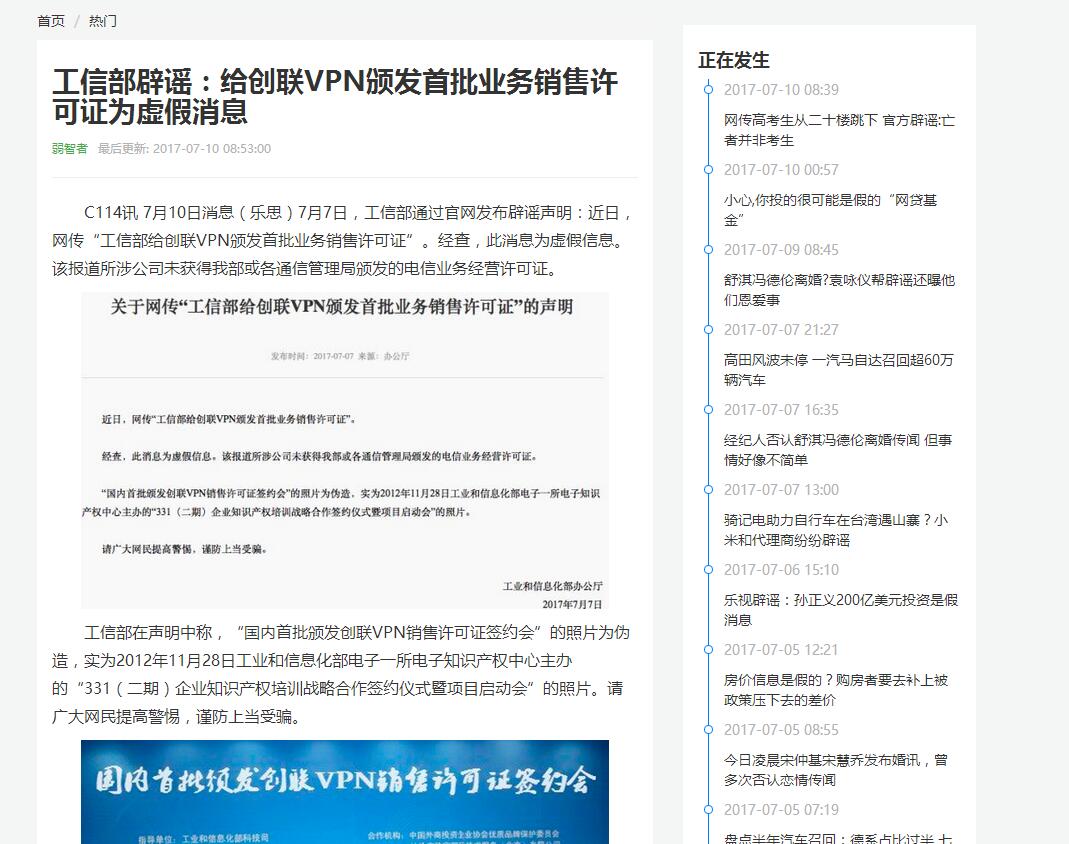 首页 / 热门
工信部辟谣：给创联VPN颁发首批业务销售许
可证为虚假消息
弱智者 最后更新: 2017-07-10 08:53:00
C114讯 7月10日消息（乐思）7月7日，工信部通过官网发布辟谣声明：近日，
网传“工信部给创联VPN颁发首批业务销售许可证”。经查，此消息为虚假信息。
该报道所涉公司未获得我部或各通信管理局颁发的电信业务经营许可证。
关于网传“工信部给创联VPN颁发首批业务销售许可证”的声明
发布时间：2017-07-07 来源：办公厅
近日，网传“工信部给创联VPN颁发首批业务销售许可证”。
经查，此消息为虚假信息。该报道所涉公司未获得我部或各通信管理局颁发的电信业务经营许可证。
“国内首批颁发创联VPN销售许可证签约会”的照片为伪造，实为2012年11月28日工业和信息化部电子一所电子知识
产权中心主办的“331（二期）企业知识产权培训战略合作签约仪式暨项目启动会”的照片。
请广大网民提高警惕，谨防上当受骗。
工业和信息化部办公厅
2017年7月7日
工信部在声明中称，“国内首批颁发创联VPN销售许可证签约会”的照片为伪
造，实为2012年11月28日工业和信息化部电子一所电子知识产权中心主办
的“331（二期）企业知识产权培训战略合作签约仪式暨项目启动会”的照片。请
广大网民提高警惕，谨防上当受骗。
国内首批颁发创联VPN销售许可证签约会
指导单位：工业和信息化部科技司
合作机构：中国外商投资企业协会优质品牌保护委员会
正在发生
2017-07-10 08:39
网传高考生从二十楼跳下 官方辟谣:亡
者并非考生
2017-07-10 00:57
小心,你投的很可能是假的“网贷基
金”
2017-07-09 08:45
舒淇冯德伦离婚?袁咏仪帮辟谣还曝他
们恩爱事
2017-07-07 21:27
高田风波未停 一汽马自达召回超60万
辆汽车
2017-07-07 16:35
经纪人否认舒淇冯德伦离婚传闻 但事
情好像不简单
2017-07-07 13:00
骑记电助力自行车在台湾遇山寨？小
米和代理商纷纷辟谣
2017-07-06 15:10
乐视辟谣：孙正义200亿美元投资是假
消息
2017-07-05 12:21
房价信息是假的？购房者要去补上被
政策压下去的差价
2017-07-05 08:55
今日凌晨宋仲基宋慧乔发布婚讯，曾
多次否认恋情传闻
2017-07-05 07:19
盘点半年汽车召回：德系占比过半 七